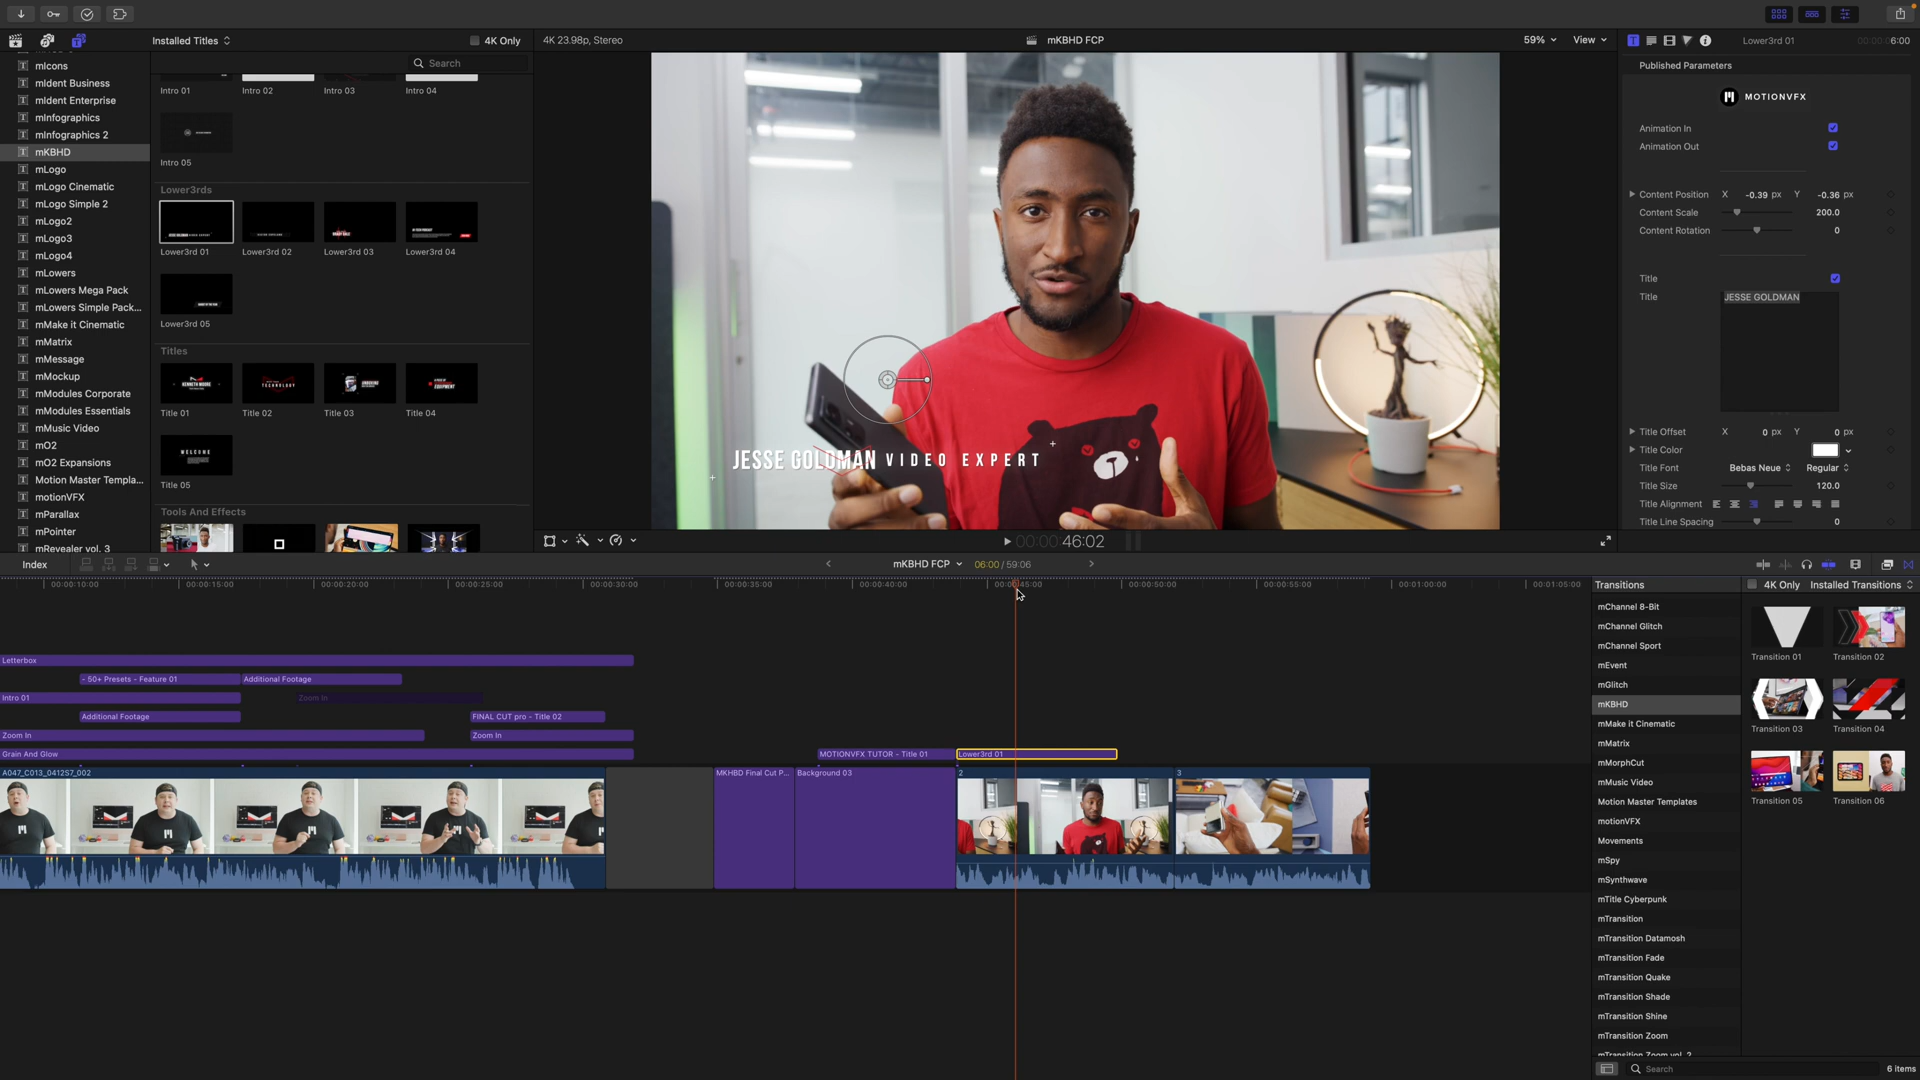 Installed Titles
4K Only
4K 23.98p, Stereo
mKBHD FCP
59%
View
Lower3rd 01
00:00:06:00
mIcons
mIdent Business
mIdent Enterprise
mInfographics
mInfographics 2
mKBHD
mLogo
mLogo Cinematic
mLogo Simple 2
mLogo2
mLogo3
mLogo4
mLowers
mLowers Mega Pack
mLowers Simple Pack...
mMake it Cinematic
mMatrix
mMessage
mMockup
mModules Corporate
mModules Essentials
mMusic Video
mO2
mO2 Expansions
Motion Master Templa...
motionVFX
mParallax
mPointer
mRevealer vol. 3
Search
Intro 01
Intro 02
Intro 03
Intro 04
Intro 05
Lower3rds
Lower3rd 01
Lower3rd 02
Lower3rd 03
Lower3rd 04
Lower3rd 05
Titles
KENNETH MOORE
TECHNOLOGY
EQUIPMENT
Title 01
Title 02
Title 03
Title 04
WELCOME
Title 05
Tools And Effects
JESSE GOLDMAN VIDEO EXPERT
00:00:46:02
Published Parameters
MOTIONVFX
Animation In
Animation Out
Content Position X -0.39 px Y -0.36 px
Content Scale 200.0
Content Rotation 0
Title
Title JESSE GOLDMAN
Title Offset X 0 px Y 0 px
Title Color
Title Font Bebas Neue Regular
Title Size 120.0
Title Alignment
Title Line Spacing 0
Index
mKBHD FCP
06:00 / 59:06
00:00:10:00
00:00:15:00
00:00:20:00
00:00:25:00
00:00:30:00
00:00:35:00
00:00:40:00
00:00:45:00
00:00:50:00
00:00:55:00
00:01:00:00
00:01:05:00
Letterbox
- 50+ Presets - Feature 01
Additional Footage
Intro 01
Zoom In
Additional Footage
FINAL CUT pro - Title 02
Zoom In
Zoom In
Grain And Glow
MOTIONVFX TUTOR - Title 01
Lower3rd 01
A047_C013_0412S7_002
MKHBD Final Cut P...
Background 03
2
3
Transitions
4K Only
Installed Transitions
mChannel 8-Bit
mChannel Glitch
mChannel Sport
mEvent
mGlitch
mKBHD
mMake it Cinematic
mMatrix
mMorphCut
mMusic Video
Motion Master Templates
motionVFX
Movements
mSpy
mSynthwave
mTitle Cyberpunk
mTransition
mTransition Datamosh
mTransition Fade
mTransition Quake
mTransition Shade
mTransition Shine
mTransition Zoom
mTransition Zoom vol. 2
Transition 01
Transition 02
Transition 03
Transition 04
Transition 05
Transition 06
Search
6 items